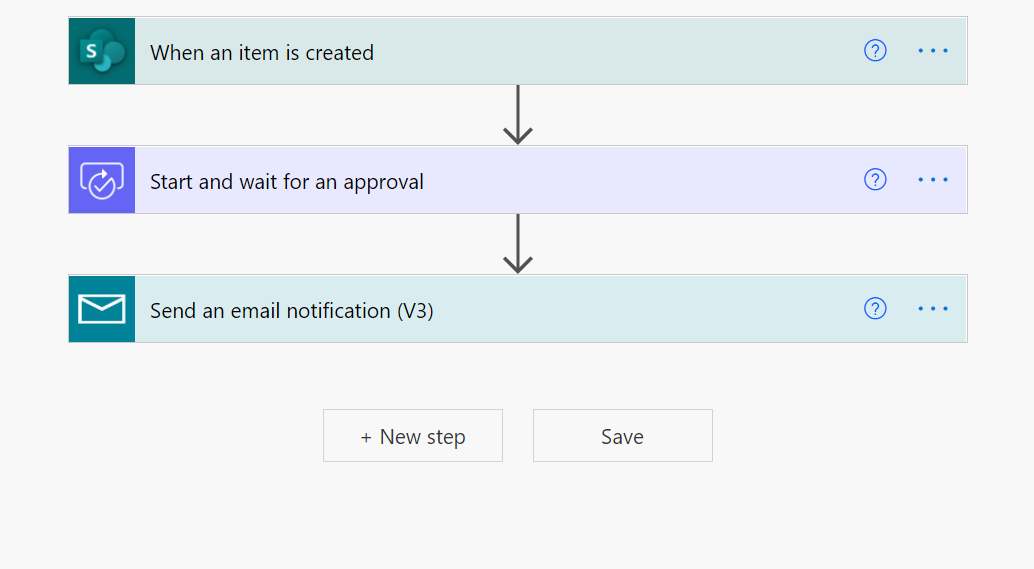 S
When an item is created
?
...
Start and wait for an approval
?
...
Send an email notification (V3)
?
...
+ New step
Save